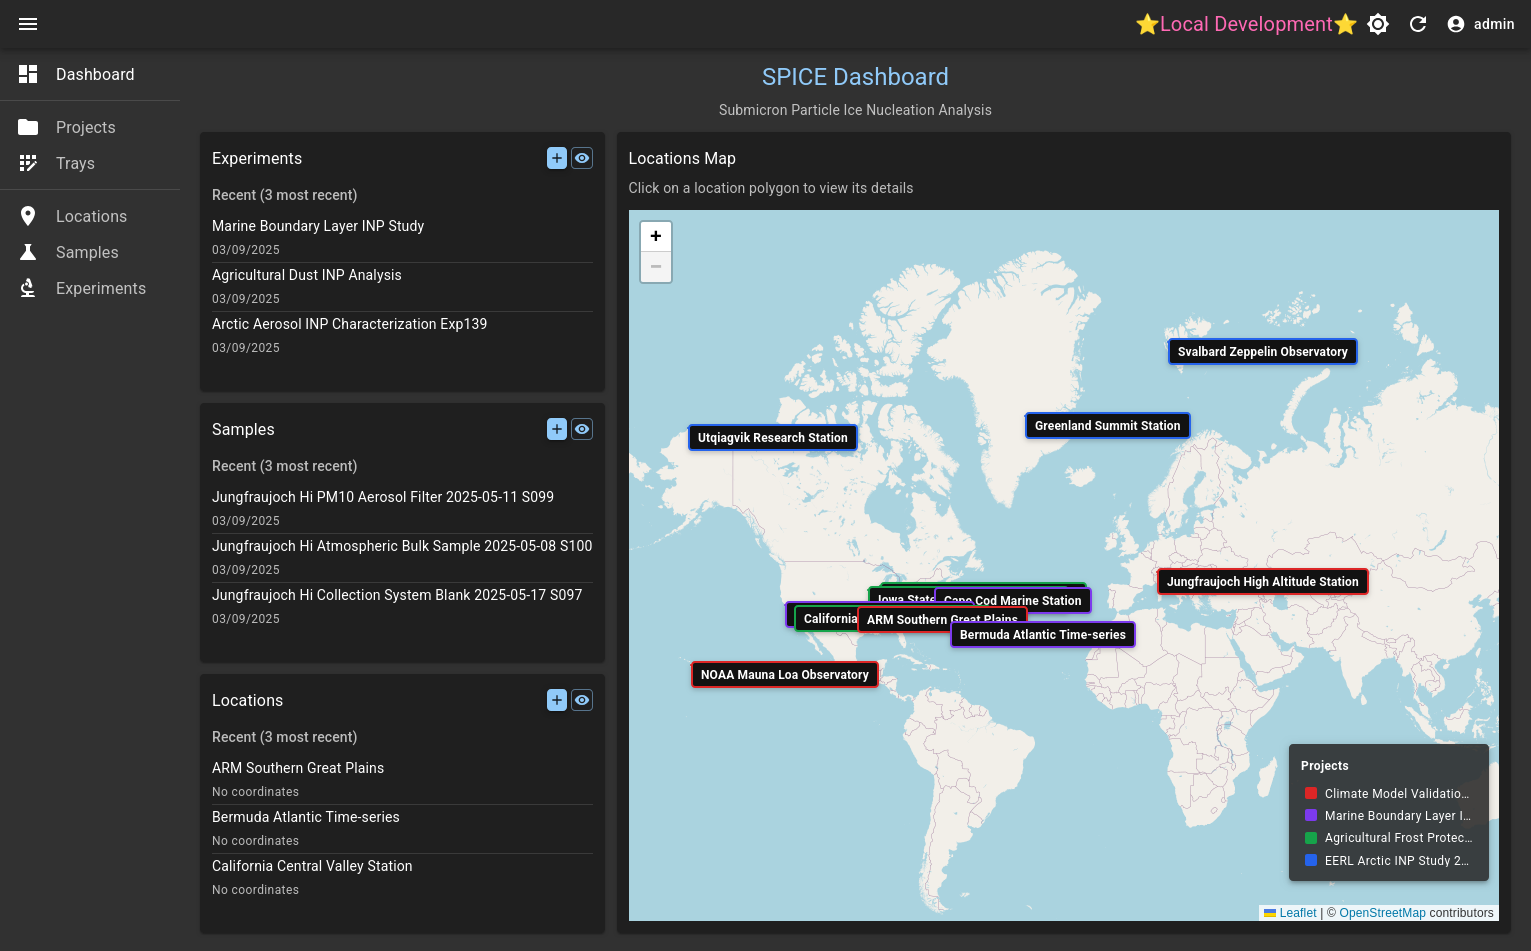 ⭐Local Development⭐
admin
Dashboard
Projects
Trays
Locations
Samples
Experiments
SPICE Dashboard
Submicron Particle Ice Nucleation Analysis
Experiments
Recent (3 most recent)
Marine Boundary Layer INP Study
03/09/2025
Agricultural Dust INP Analysis
03/09/2025
Arctic Aerosol INP Characterization Exp139
03/09/2025
Samples
Recent (3 most recent)
Jungfraujoch Hi PM10 Aerosol Filter 2025-05-11 S099
03/09/2025
Jungfraujoch Hi Atmospheric Bulk Sample 2025-05-08 S100
03/09/2025
Jungfraujoch Hi Collection System Blank 2025-05-17 S097
03/09/2025
Locations
Recent (3 most recent)
ARM Southern Great Plains
No coordinates
Bermuda Atlantic Time-series
No coordinates
California Central Valley Station
No coordinates
Locations Map
Click on a location polygon to view its details
+
−
Svalbard Zeppelin Observatory
Greenland Summit Station
Utqiagvik Research Station
Jungfraujoch High Altitude Station
Iowa State
Cape Cod Marine Station
California
ARM Southern Great Plains
Bermuda Atlantic Time-series
NOAA Mauna Loa Observatory
Projects
Climate Model Validatio...
Marine Boundary Layer I...
Agricultural Frost Protec...
EERL Arctic INP Study 2...
Leaflet | © OpenStreetMap contributors